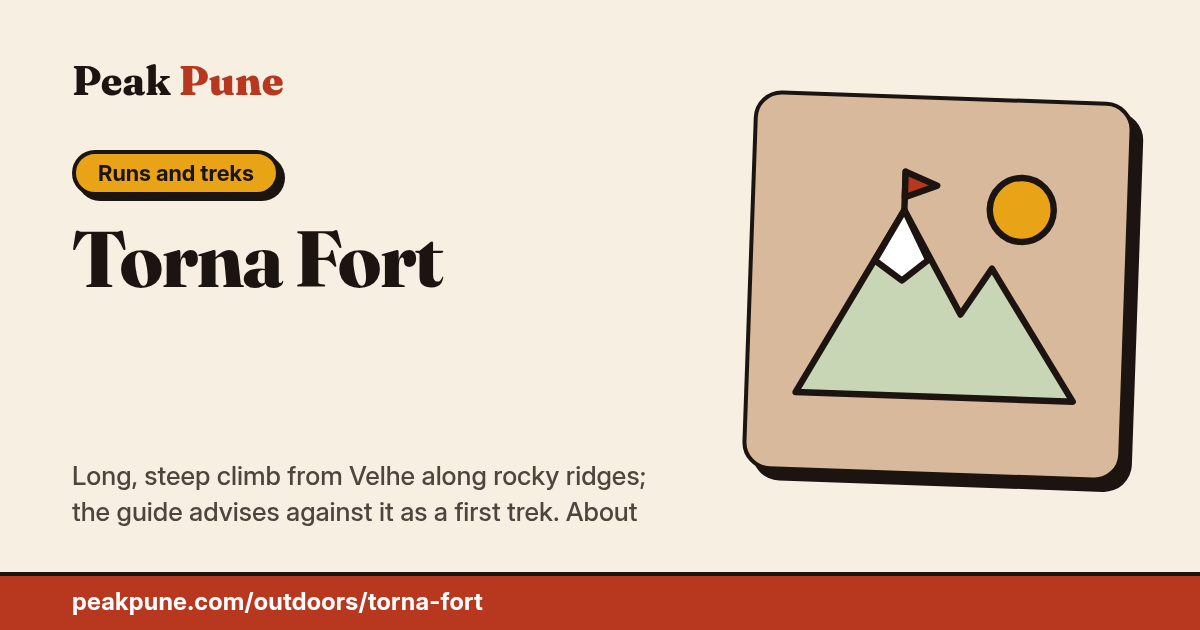 Peak Pune
Runs and treks
Torna Fort
Long, steep climb from Velhe along rocky ridges;
the guide advises against it as a first trek. About
peakpune.com/outdoors/torna-fort